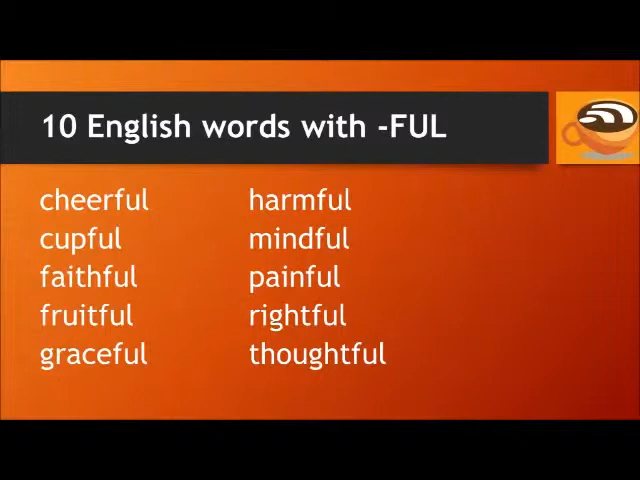 10 English words with -FUL
cheerful
cupful
faithful
fruitful
graceful
harmful
mindful
painful
rightful
thoughtful